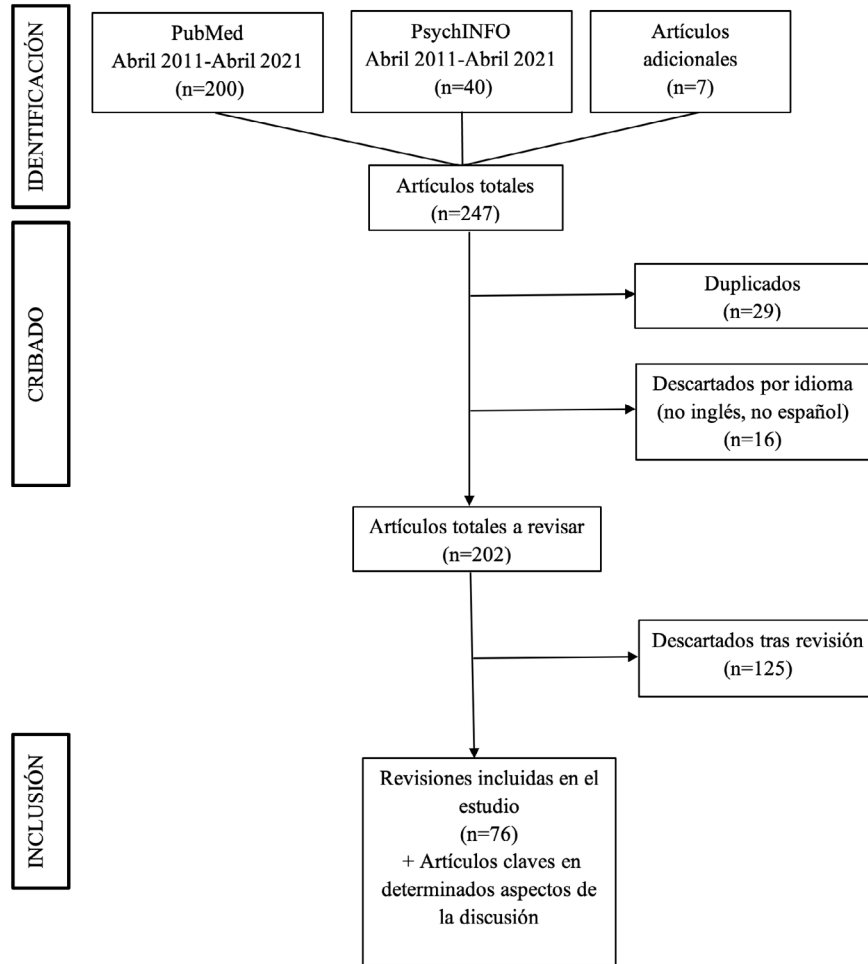 IDENTIFICACIÓN
PubMed
Abril 2011-Abril 2021
(n=200)
PsychINFO
Abril 2011-Abril 2021
(n=40)
Artículos
adicionales
(n=7)
Artículos totales
(n=247)
CRIBADO
Duplicados
(n=29)
Descartados por idioma
(no inglés, no español)
(n=16)
Artículos totales a revisar
(n=202)
Descartados tras revisión
(n=125)
INCLUSIÓN
Revisiones incluidas en el
estudio
(n=76)
+ Artículos claves en
determinados aspectos de
la discusión